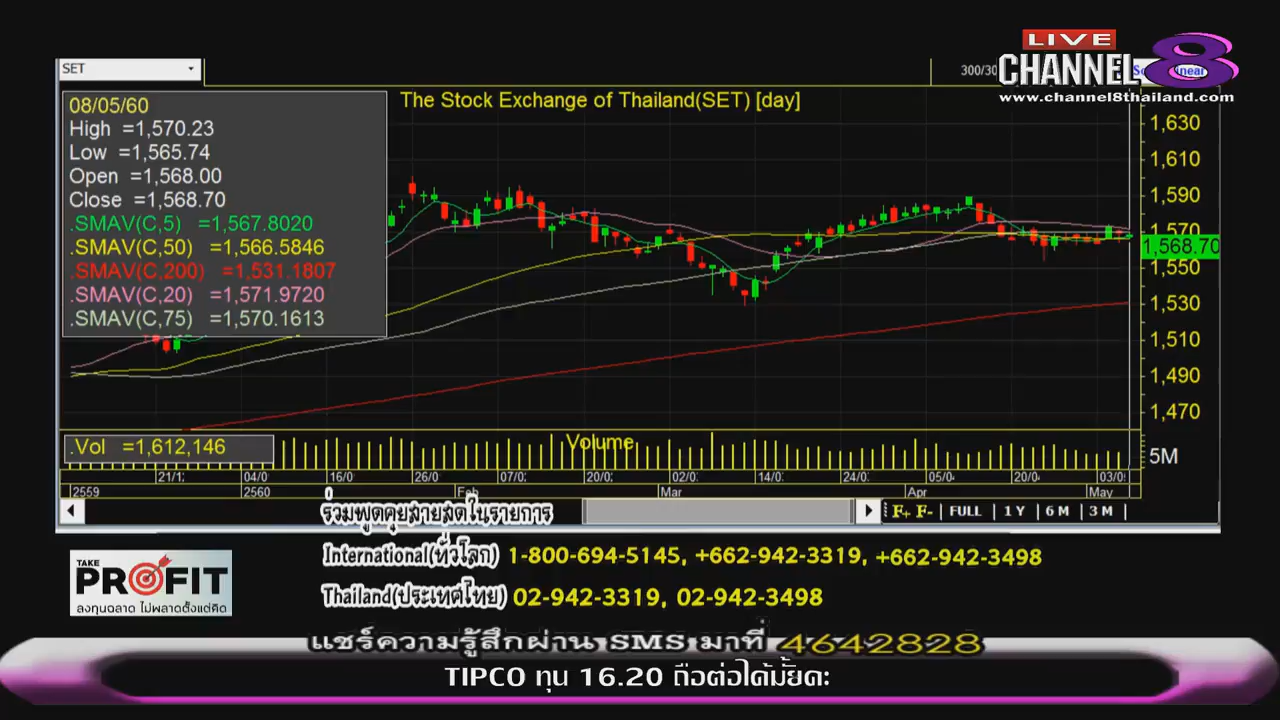 LIVE
CHANNEL 8
www.channel8thailand.com
SET
300/30
The Stock Exchange of Thailand(SET) [day]
08/05/60
High =1,570.23
Low =1,565.74
Open =1,568.00
Close =1,568.70
.SMAV(C,5) =1,567.8020
.SMAV(C,50) =1,566.5846
.SMAV(C,200) =1,531.1807
.SMAV(C,20) =1,571.9720
.SMAV(C,75) =1,570.1613
1,630
1,610
1,590
1,570
1,568.70
1,550
1,530
1,510
1,490
1,470
.Vol =1,612,146
Volume
5M
21/1 04/0 16/0 26/0 07/0 20/0 02/0 14/0 24/0 05/0 20/0 03/0
2559 2560 Feb Mar Apr May
F+ F- FULL 1Y 6M 3M
ร่วมพูดคุยสายสดในรายการ
International(ทั่วโลก) 1-800-694-5145, +662-942-3319, +662-942-3498
Thailand(ประเทศไทย) 02-942-3319, 02-942-3498
TAKE
PROFIT
ลงทุนฉลาด ไม่พลาดตั้งแต่คิด
แชร์ความรู้สึกผ่าน SMS มาที่ 4642828
TIPCO ทุน 16.20 ถือต่อได้มั้ยคะ